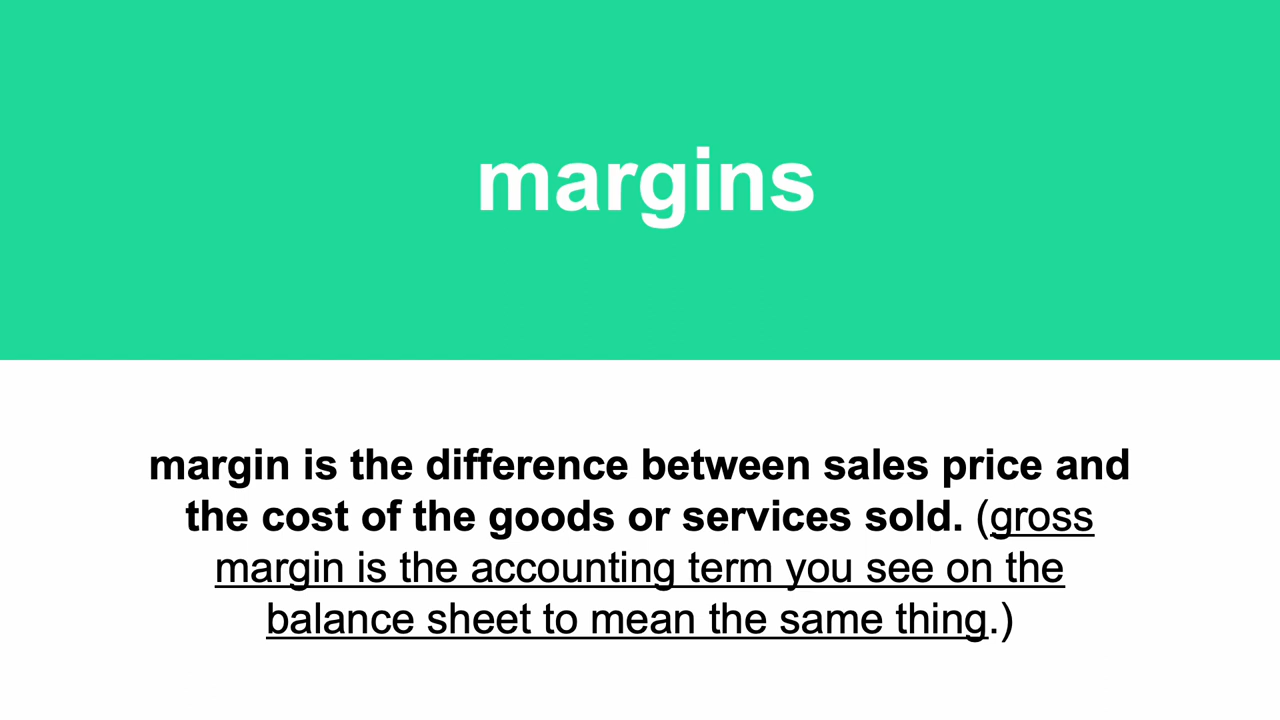 margins
margin is the difference between sales price and
the cost of the goods or services sold. (gross
margin is the accounting term you see on the
balance sheet to mean the same thing.)